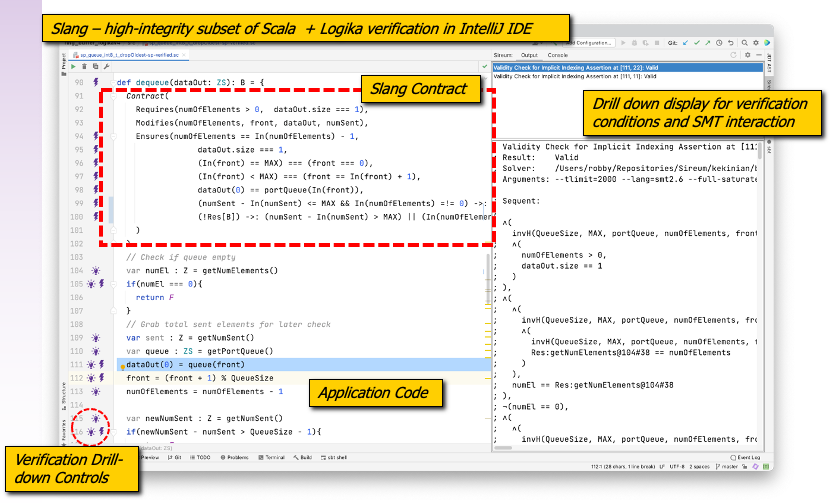 Slang – high-integrity subset of Scala + Logika verification in IntelliJ IDE
Add Configuration...
Git:
Sireum: Output Console
Project
90 def dequeue(dataOut: ZS): B = {
91 Contract(
92 Requires(numOfElements > 0, dataOut.size === 1),
93 Modifies(numOfElements, front, dataOut, numSent),
94 Ensures(numOfElements == In(numOfElements) - 1,
95 dataOut.size === 1,
96 (In(front) == MAX) === (front === 0),
97 (In(front) < MAX) === (front == In(front) + 1),
98 dataOut(0) == portQueue(In(front)),
99 (numSent - In(numSent) <= MAX && In(numOfElements) =!= 0) ->:
100 (!Res[B]) ->: (numSent - In(numSent) > MAX) || (In(numOfElemen
101 )
102
103 // Check if queue empty
104 var numEl : Z = getNumElements()
105 if(numEl === 0){
106 return F
107 }
108 // Grab total sent elements for later check
109 var sent : Z = getNumSent()
110 var queue : ZS = getPortQueue()
111 dataOut(0) = queue(front)
112 front = (front + 1) % QueueSize
113 numOfElements = numOfElements - 1
114
115 var newNumSent : Z = getNumSent()
116 if(newNumSent - numSent > QueueSize - 1){
Slang Contract
Application Code
Verification Drill-
down Controls
Structure
Favorites
Validity Check for Implicit Indexing Assertion at [111, 22]: Valid
Validity Check for Implicit Indexing Assertion at [111, 11]: Valid
Drill down display for verification
conditions and SMT interaction
; Validity Check for Implicit Indexing Assertion at [111
; Result: Valid
; Solver: /Users/robby/Repositories/Sireum/kekinian/b
; Arguments: --tlimit=2000 --lang=smt2.6 --full-saturate
; Sequent:
; ∧(
; invH(QueueSize, MAX, portQueue, numOfElements, front
; ∧(
; numOfElements > 0,
; dataOut.size == 1
; )
; ),
; ∧(
; ∧(
; invH(QueueSize, MAX, portQueue, numOfElements, fro
; ∧(
; invH(QueueSize, MAX, portQueue, numOfElements, f
; Res:getNumElements@104#38 == numOfElements
; )
; ),
; numEl == Res:getNumElements@104#38
; ),
; ¬(numEl == 0),
; ∧(
; ∧(
; invH(QueueSize, MAX, portQueue, numOfElements, fro
Preview Git TODO Problems Terminal Build cbt shell
Event Log
112:1 (28 chars, 1 line break) LF UTF-8 2 spaces master